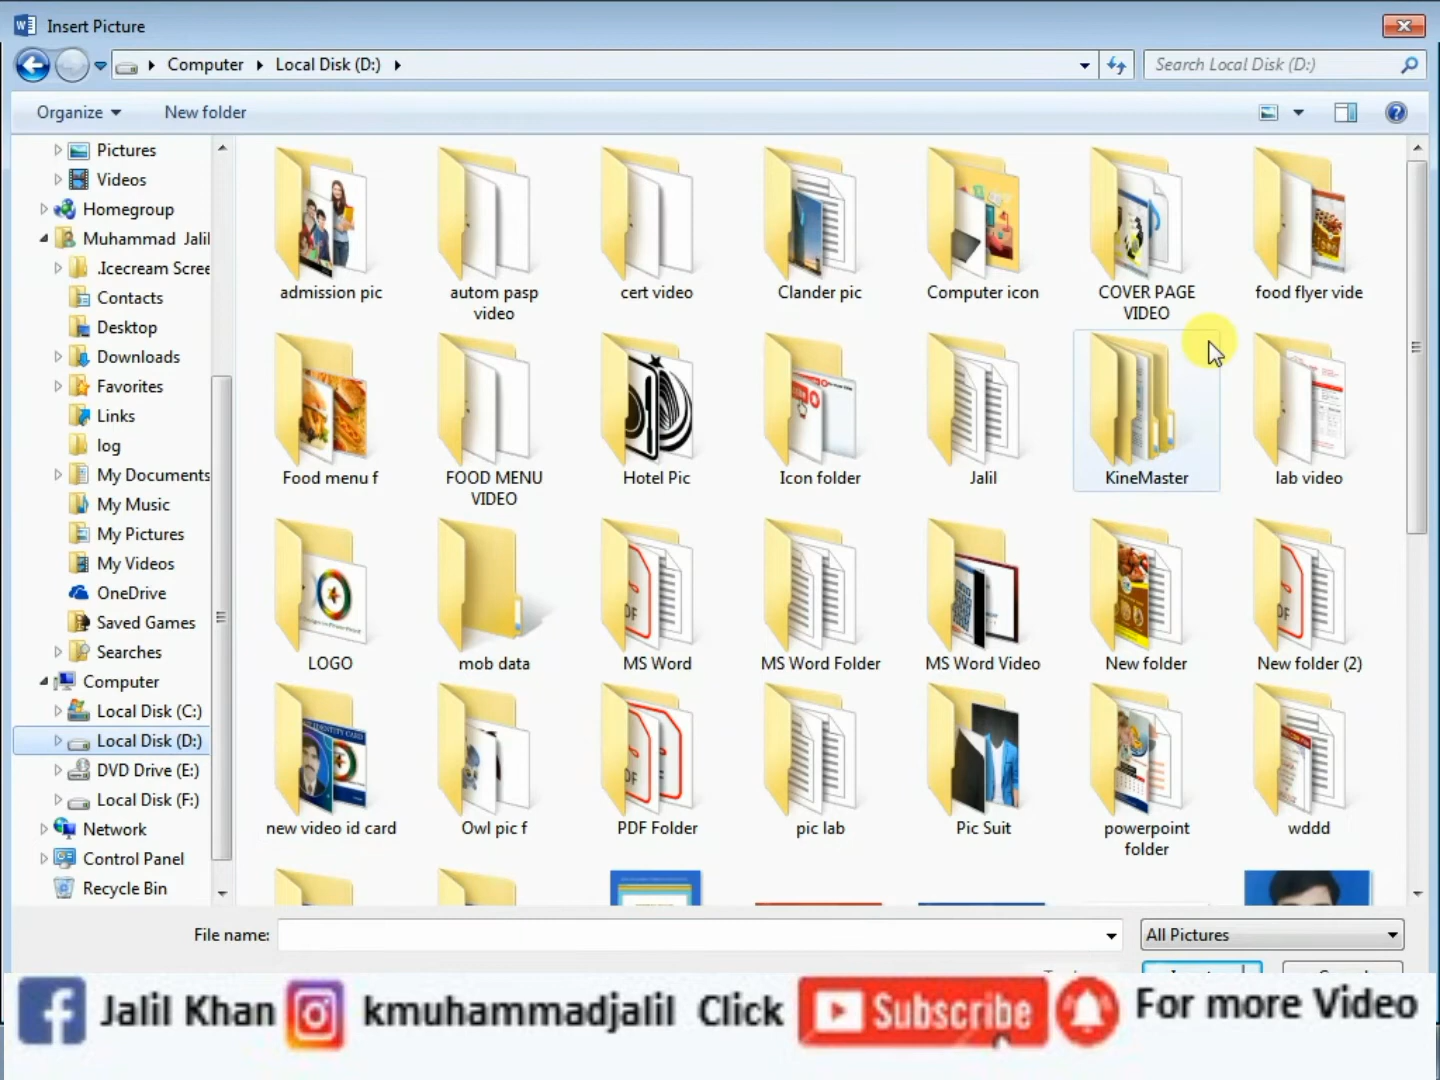 Insert Picture
Computer Local Disk (D:)
Search Local Disk (D:)
Organize New folder
Pictures
Videos
Homegroup
Muhammad Jalil
.Icecream Scree
Contacts
Desktop
Downloads
Favorites
Links
log
My Documents
My Music
My Pictures
My Videos
OneDrive
Saved Games
Searches
Computer
Local Disk (C:)
Local Disk (D:)
DVD Drive (E:)
Local Disk (F:)
Network
Control Panel
Recycle Bin
admission pic
autom pasp
video
cert video
Clander pic
Computer icon
COVER PAGE
VIDEO
food flyer vide
Food menu f
FOOD MENU
VIDEO
Hotel Pic
Icon folder
Jalil
KineMaster
lab video
LOGO
mob data
MS Word
MS Word Folder
MS Word Video
New folder
New folder (2)
new video id card
Owl pic f
PDF Folder
pic lab
Pic Suit
powerpoint
folder
wddd
File name:
All Pictures
Jalil Khan kmuhammadjalil Click Subscribe For more Video